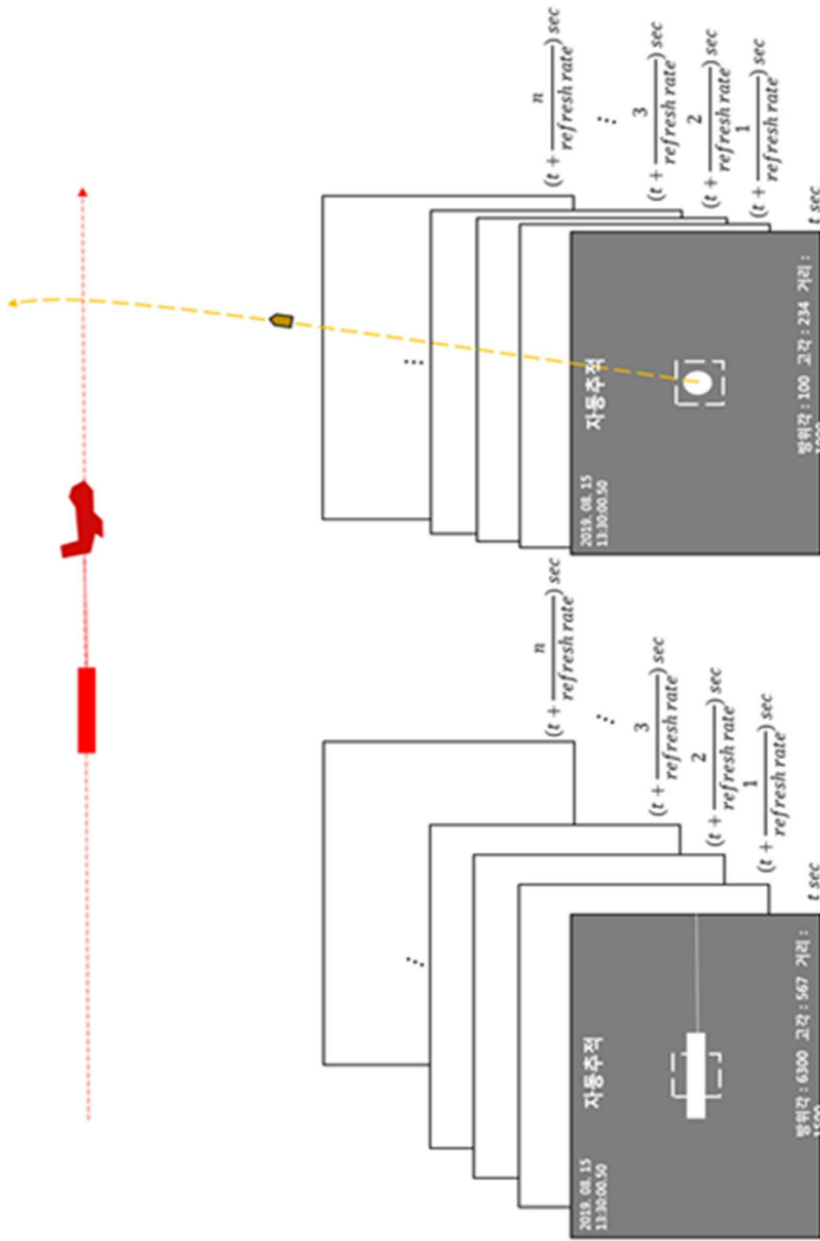 2019. 08. 15
13:30:00.50
자동추적
방위각 : 6300 고각 : 567 거리 :
t sec
(t + 1/refresh rate) sec
(t + 2/refresh rate) sec
(t + 3/refresh rate) sec
⋮
(t + n/refresh rate) sec
2019. 08. 15
13:30:00.50
자동추적
방위각 : 100 고각 : 234 거리 :
t sec
(t + 1/refresh rate) sec
(t + 2/refresh rate) sec
(t + 3/refresh rate) sec
⋮
(t + n/refresh rate) sec